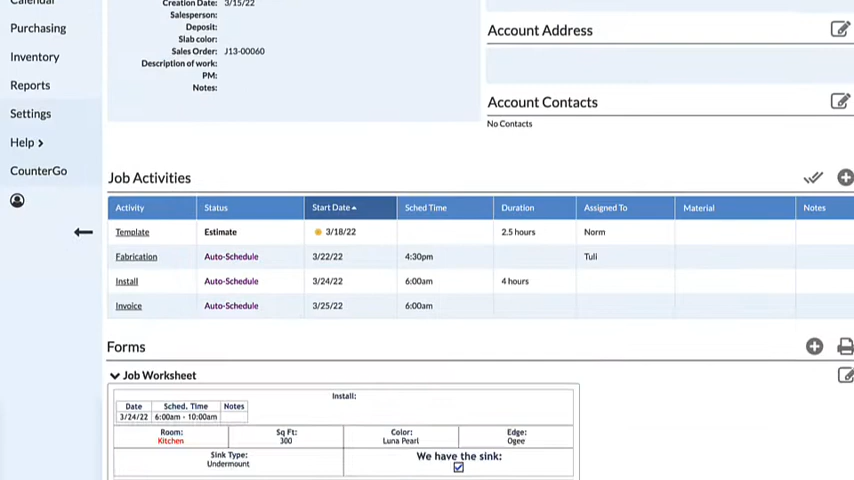 Calendar
Purchasing
Inventory
Reports
Settings
Help >
CounterGo
Creation Date: 3/15/22
Salesperson:
Deposit:
Slab color:
Sales Order: J13-00060
Description of work:
PM:
Notes:
Account Address
Account Contacts
No Contacts
Job Activities
Activity Status Start Date Sched Time Duration Assigned To Material Notes
Template Estimate 3/18/22 2.5 hours Norm
Fabrication Auto-Schedule 3/22/22 4:30pm Tuli
Install Auto-Schedule 3/24/22 6:00am 4 hours
Invoice Auto-Schedule 3/25/22 6:00am
Forms
Job Worksheet
Install:
Date Sched. Time Notes
3/24/22 6:00am - 10:00am
Room: Sq Ft: Color: Edge:
Kitchen 300 Luna Pearl Ogee
Sink Type: We have the sink:
Undermount